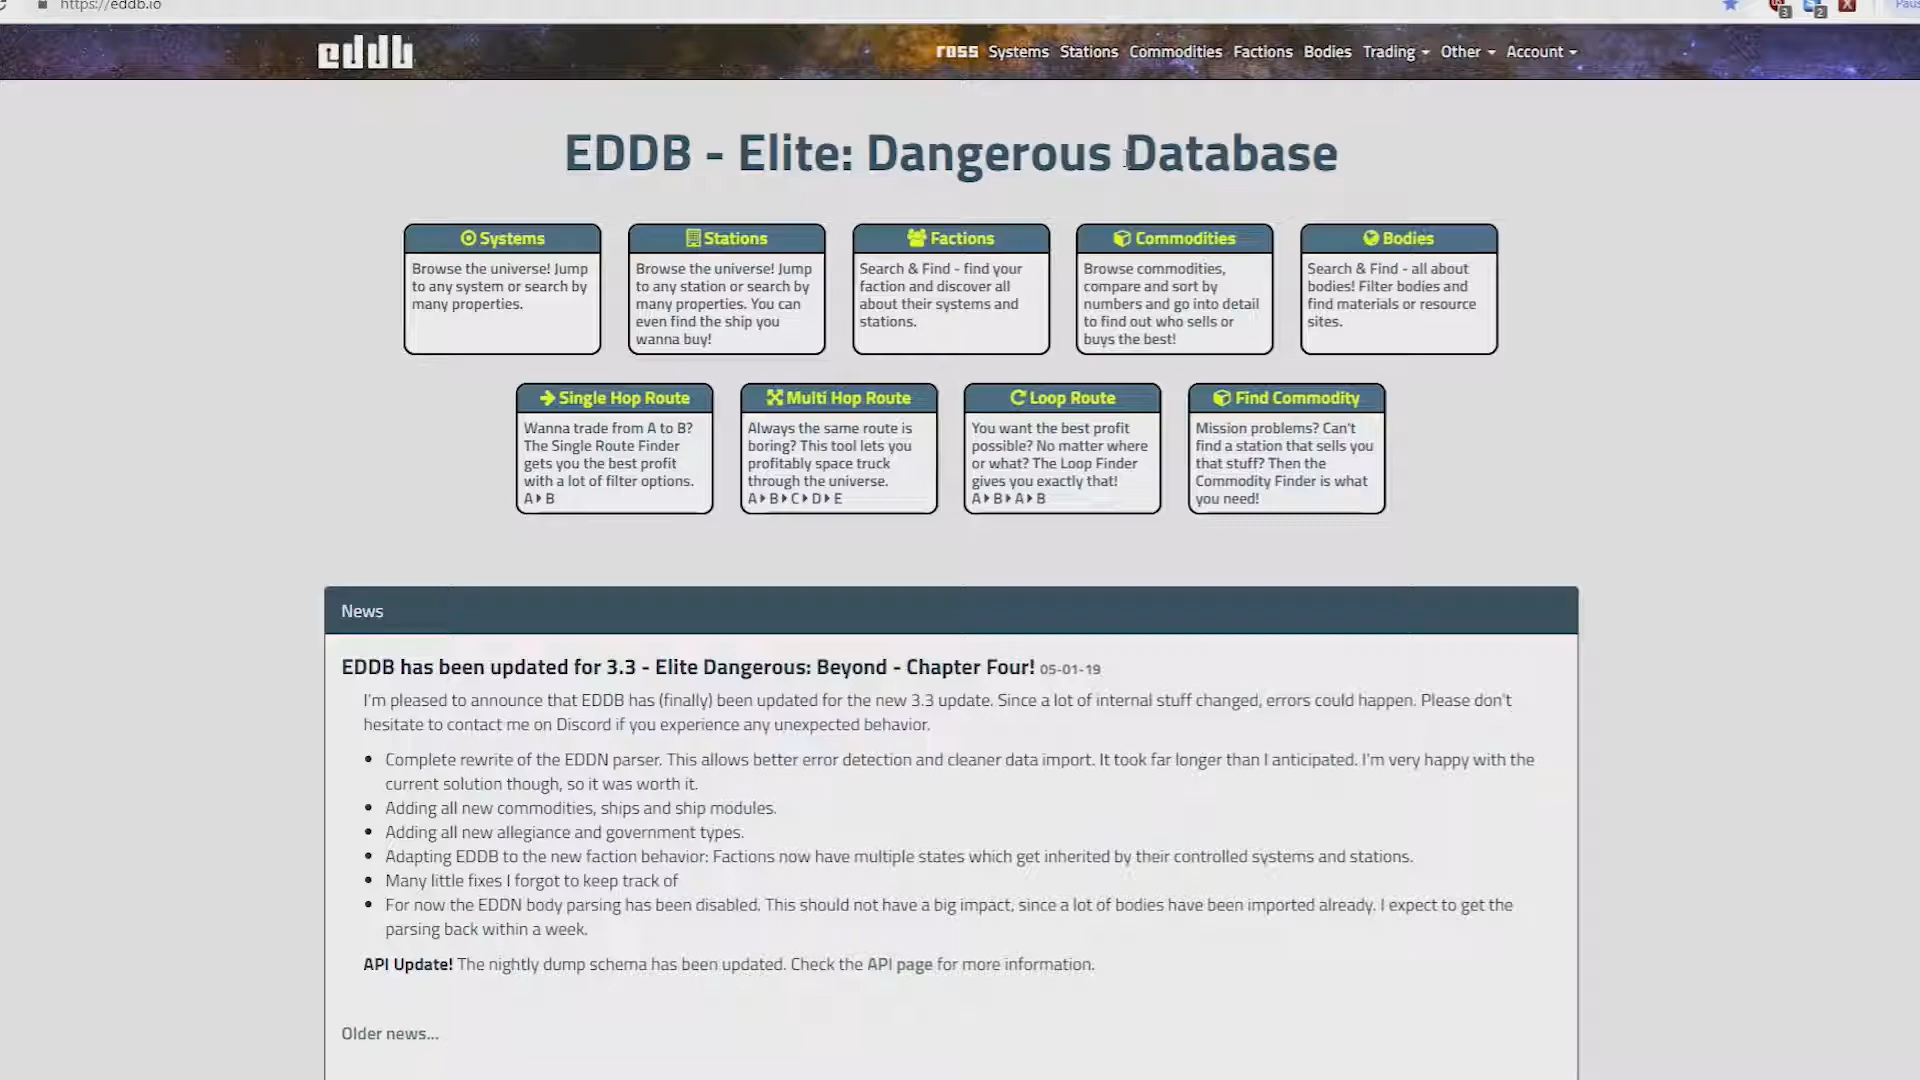 https://eddb.io
3
2
eddb
ross Systems Stations Commodities Factions Bodies Trading Other Account
EDDB - Elite: Dangerous Database
Systems
Browse the universe! Jump
to any system or search by
many properties.
Stations
Browse the universe! Jump
to any station or search by
many properties. You can
even find the ship you
wanna buy!
Factions
Search & Find - find your
faction and discover all
about their systems and
stations.
Commodities
Browse commodities,
compare and sort by
numbers and go into detail
to find out who sells or
buys the best!
Bodies
Search & Find - all about
bodies! Filter bodies and
find materials or resource
sites.
Single Hop Route
Wanna trade from A to B?
The Single Route Finder
gets you the best profit
with a lot of filter options.
A▸B
Multi Hop Route
Always the same route is
boring? This tool lets you
profitably space truck
through the universe.
A▸B▸C▸D▸E
Loop Route
You want the best profit
possible? No matter where
or what? The Loop Finder
gives you exactly that!
A▸B▸A▸B
Find Commodity
Mission problems? Can't
find a station that sells you
that stuff? Then the
Commodity Finder is what
you need!
News
EDDB has been updated for 3.3 - Elite Dangerous: Beyond - Chapter Four! 05-01-19
I'm pleased to announce that EDDB has (finally) been updated for the new 3.3 update. Since a lot of internal stuff changed, errors could happen. Please don't
hesitate to contact me on Discord if you experience any unexpected behavior.
• Complete rewrite of the EDDN parser. This allows better error detection and cleaner data import. It took far longer than I anticipated. I'm very happy with the
current solution though, so it was worth it.
• Adding all new commodities, ships and ship modules.
• Adding all new allegiance and government types.
• Adapting EDDB to the new faction behavior: Factions now have multiple states which get inherited by their controlled systems and stations.
• Many little fixes I forgot to keep track of
• For now the EDDN body parsing has been disabled. This should not have a big impact, since a lot of bodies have been imported already. I expect to get the
parsing back within a week.
API Update! The nightly dump schema has been updated. Check the API page for more information.
Older news...